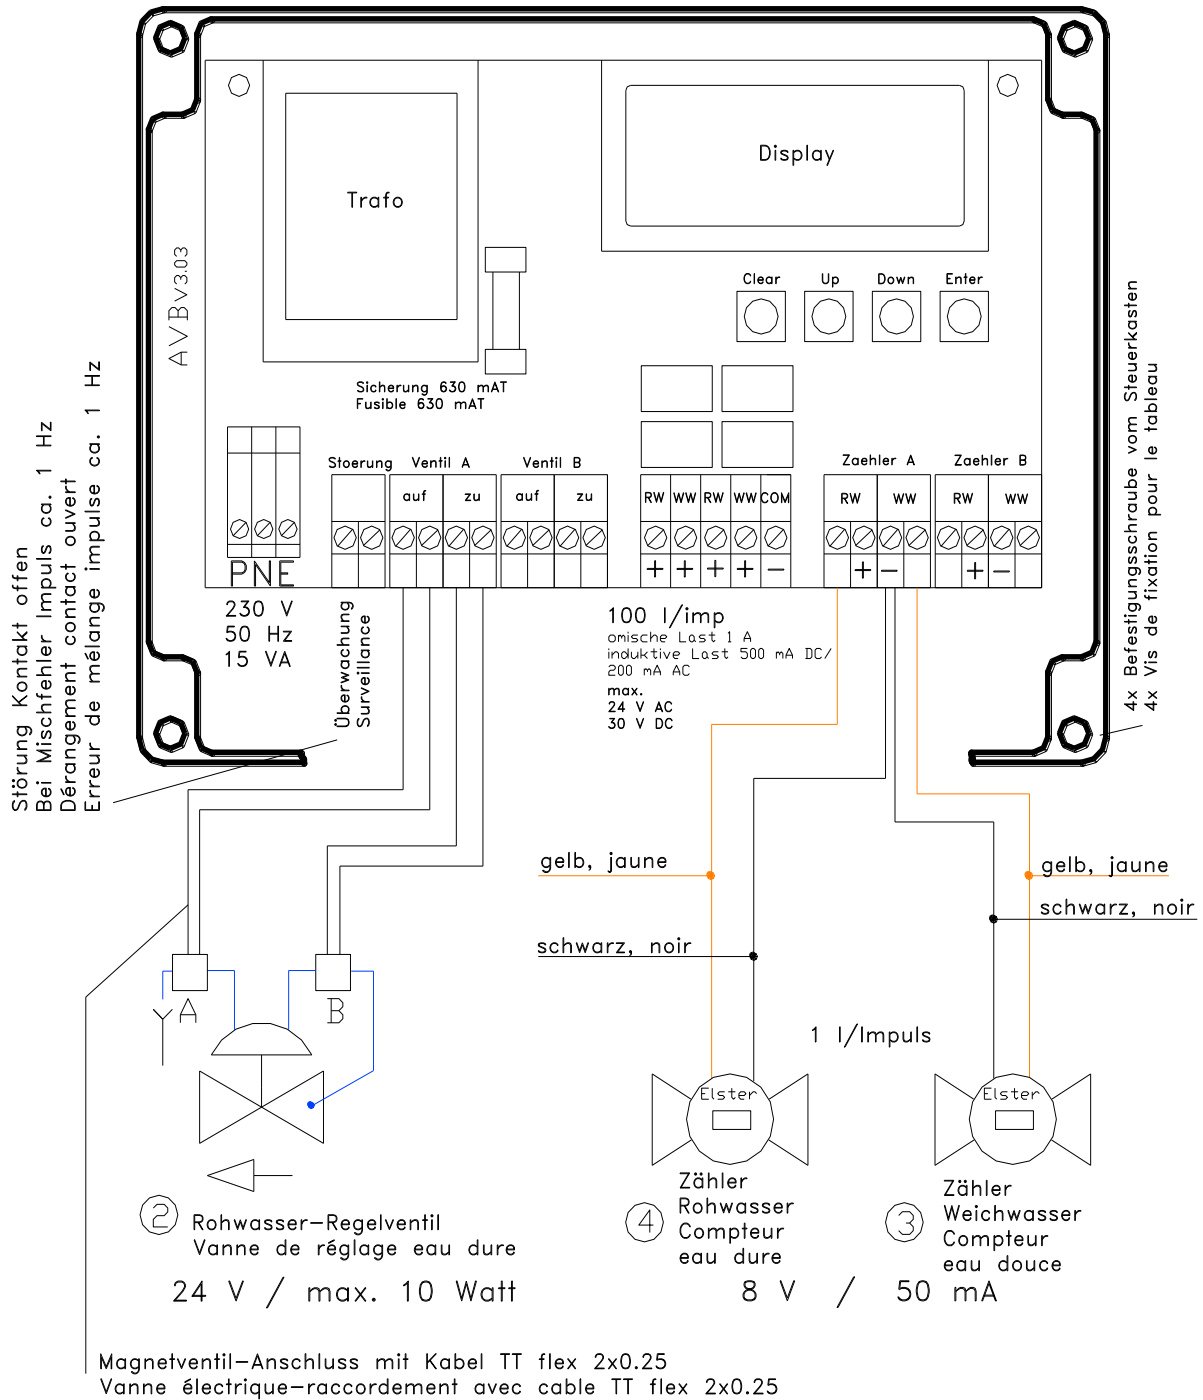 Trafo
Display
AVBv3.03
Clear Up Down Enter
Sicherung 630 mAT
Fusible 630 mAT
Stoerung Ventil A Ventil B
auf zu auf zu
RW WW RW WW COM
+ + + + −
Zaehler A Zaehler B
RW WW RW WW
+ − + −
PNE
230 V
50 Hz
15 VA
Überwachung
Surveillance
100 l/imp
omische Last 1 A
induktive Last 500 mA DC/
200 mA AC
max.
24 V AC
30 V DC
Störung Kontakt offen
Bei Mischfehler Impuls ca. 1 Hz
Dérangement contact ouvert
Erreur de mélange impulse ca. 1 Hz
4x Befestigungsschraube vom Steuerkasten
4x Vis de fixation pour le tableau
gelb, jaune
schwarz, noir
gelb, jaune
schwarz, noir
A B
1 l/Impuls
Elster Elster
2 Rohwasser−Regelventil
Vanne de réglage eau dure
24 V / max. 10 Watt
4 Zähler
Rohwasser
Compteur
eau dure
3 Zähler
Weichwasser
Compteur
eau douce
8 V / 50 mA
Magnetventil−Anschluss mit Kabel TT flex 2x0.25
Vanne électrique−raccordement avec cable TT flex 2x0.25